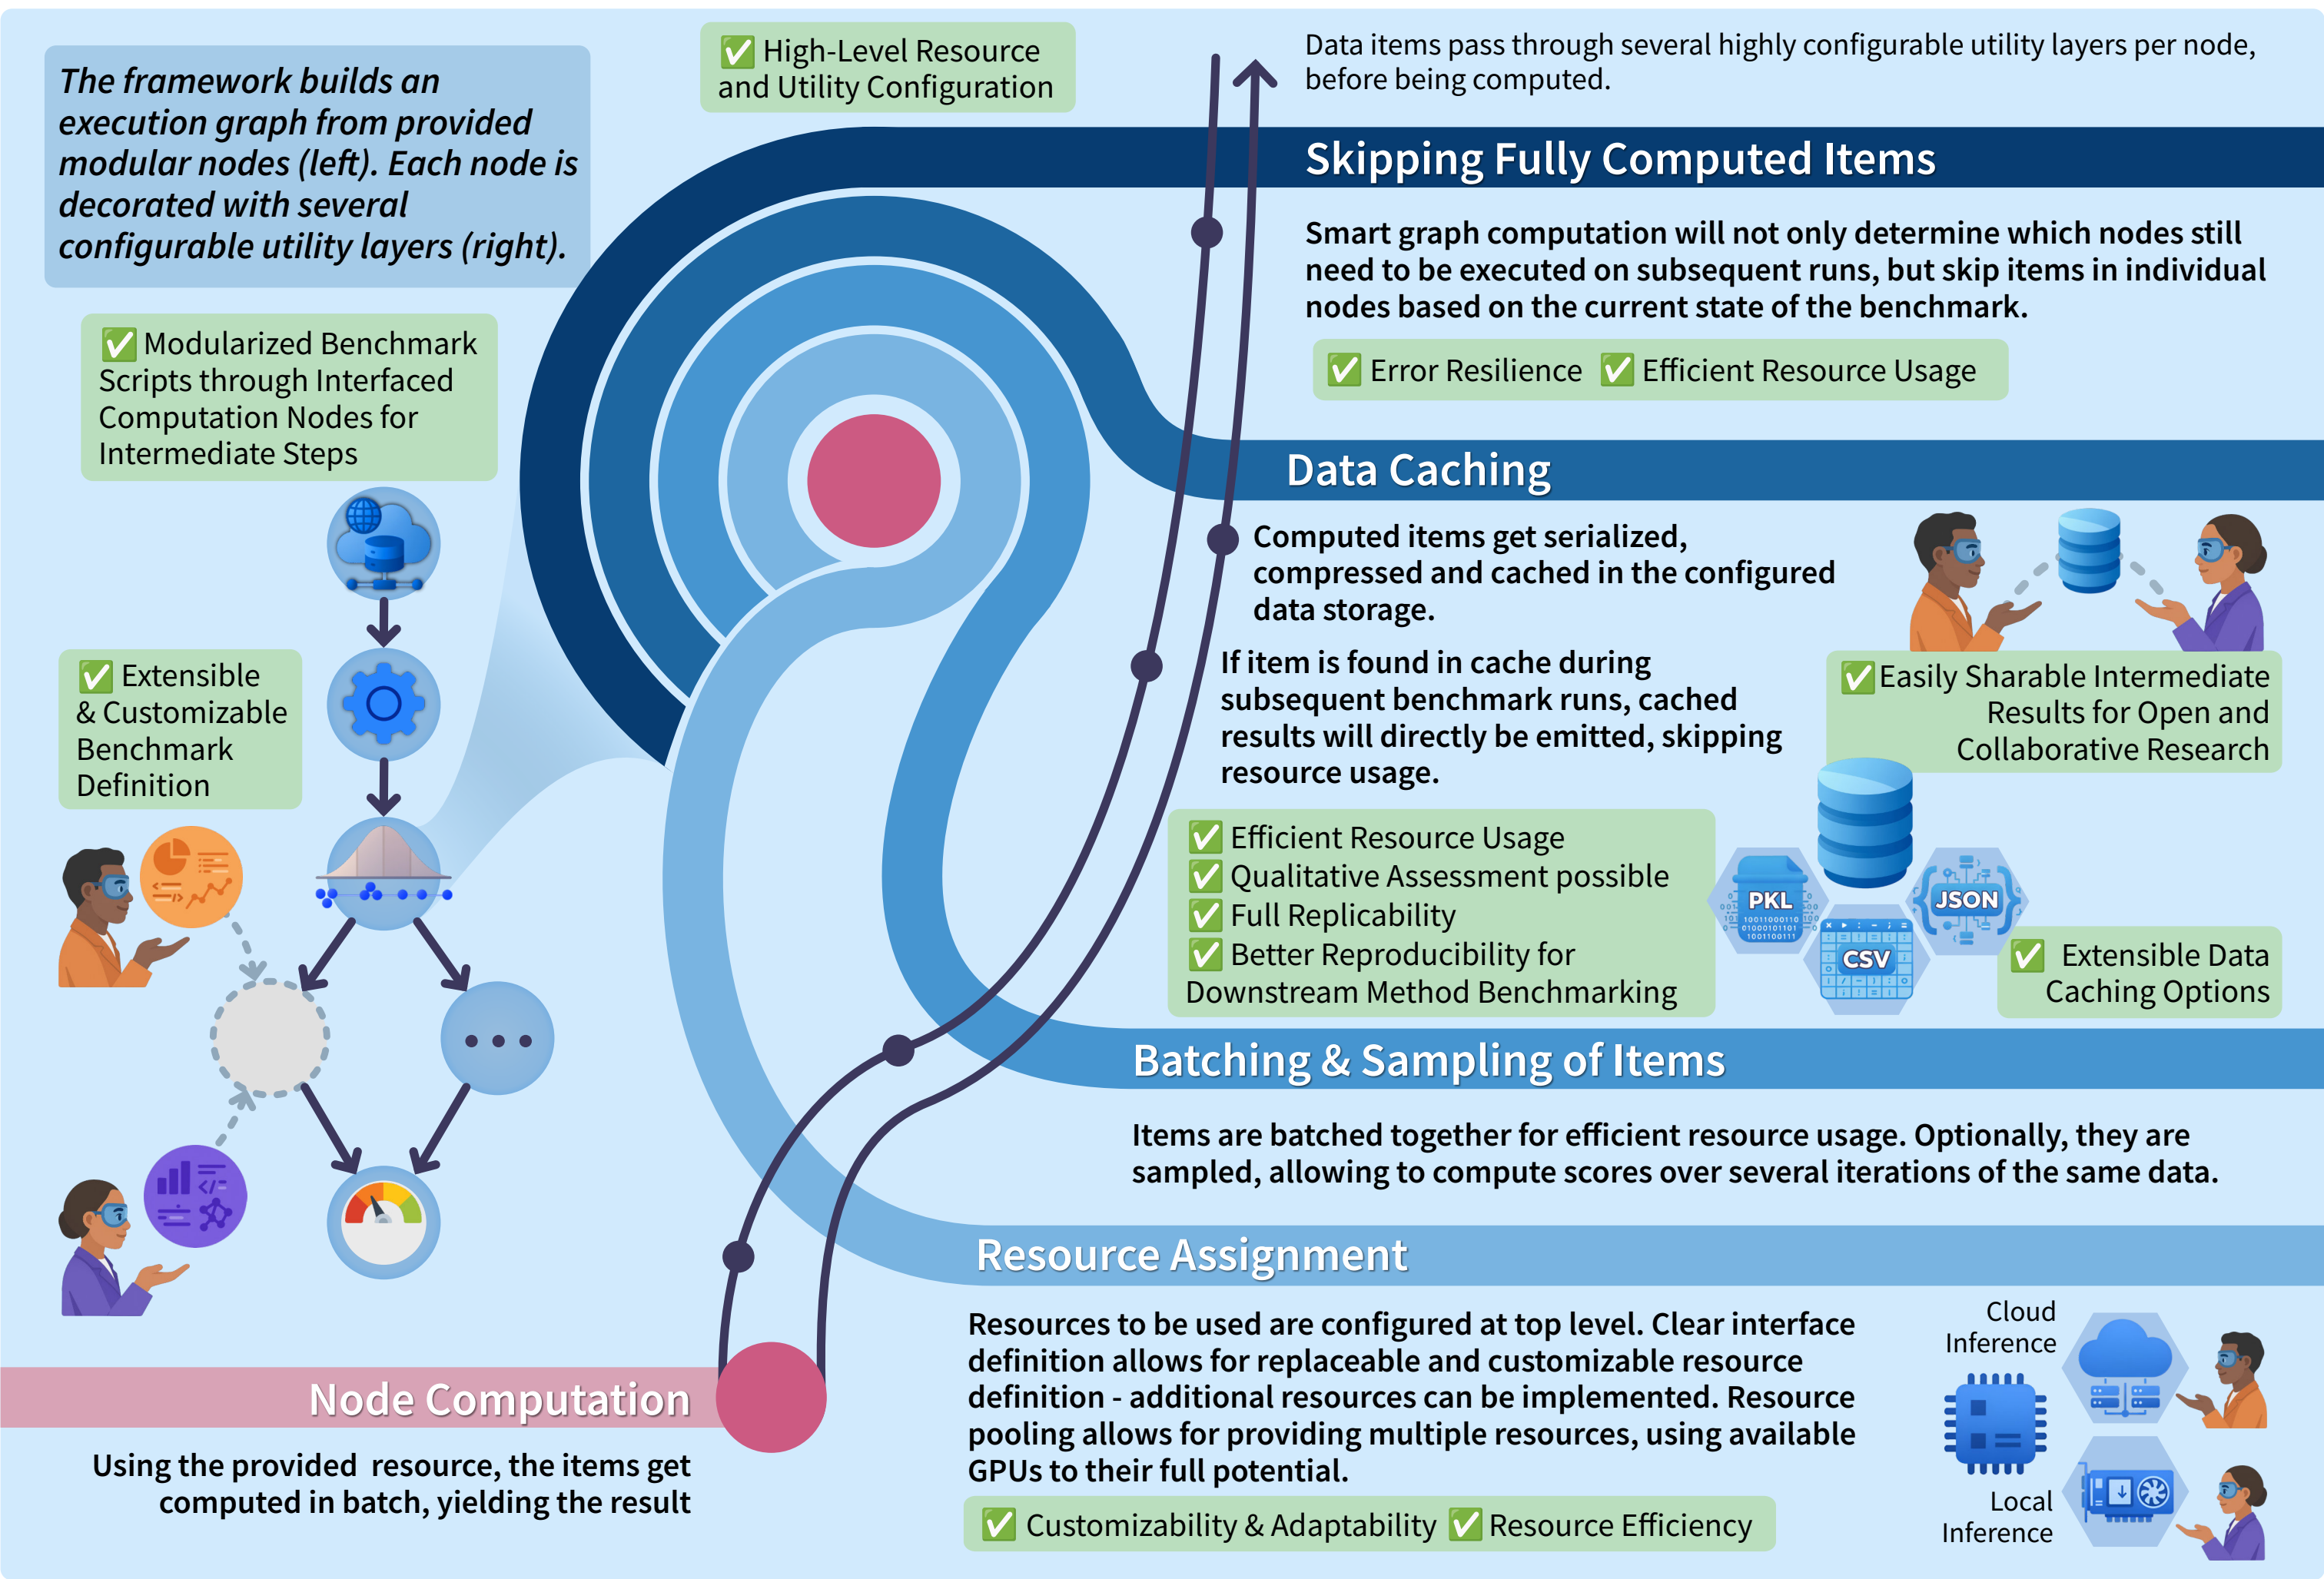 The framework builds an
execution graph from provided
modular nodes (left). Each node is
decorated with several
configurable utility layers (right).
✅ High-Level Resource
and Utility Configuration
Data items pass through several highly configurable utility layers per node,
before being computed.
✅ Modularized Benchmark
Scripts through Interfaced
Computation Nodes for
Intermediate Steps
✅ Extensible
& Customizable
Benchmark
Definition
Skipping Fully Computed Items
Smart graph computation will not only determine which nodes still
need to be executed on subsequent runs, but skip items in individual
nodes based on the current state of the benchmark.
✅ Error Resilience ✅ Efficient Resource Usage
Data Caching
Computed items get serialized,
compressed and cached in the configured
data storage.
If item is found in cache during
subsequent benchmark runs, cached
results will directly be emitted, skipping
resource usage.
✅ Easily Sharable Intermediate
Results for Open and
Collaborative Research
✅ Efficient Resource Usage
✅ Qualitative Assessment possible
✅ Full Replicability
✅ Better Reproducibility for
Downstream Method Benchmarking
PKL
CSV
JSON
✅ Extensible Data
Caching Options
Batching & Sampling of Items
Items are batched together for efficient resource usage. Optionally, they are
sampled, allowing to compute scores over several iterations of the same data.
Resource Assignment
Resources to be used are configured at top level. Clear interface
definition allows for replaceable and customizable resource
definition - additional resources can be implemented. Resource
pooling allows for providing multiple resources, using available
GPUs to their full potential.
✅ Customizability & Adaptability ✅ Resource Efficiency
Cloud
Inference
Local
Inference
Node Computation
Using the provided resource, the items get
computed in batch, yielding the result